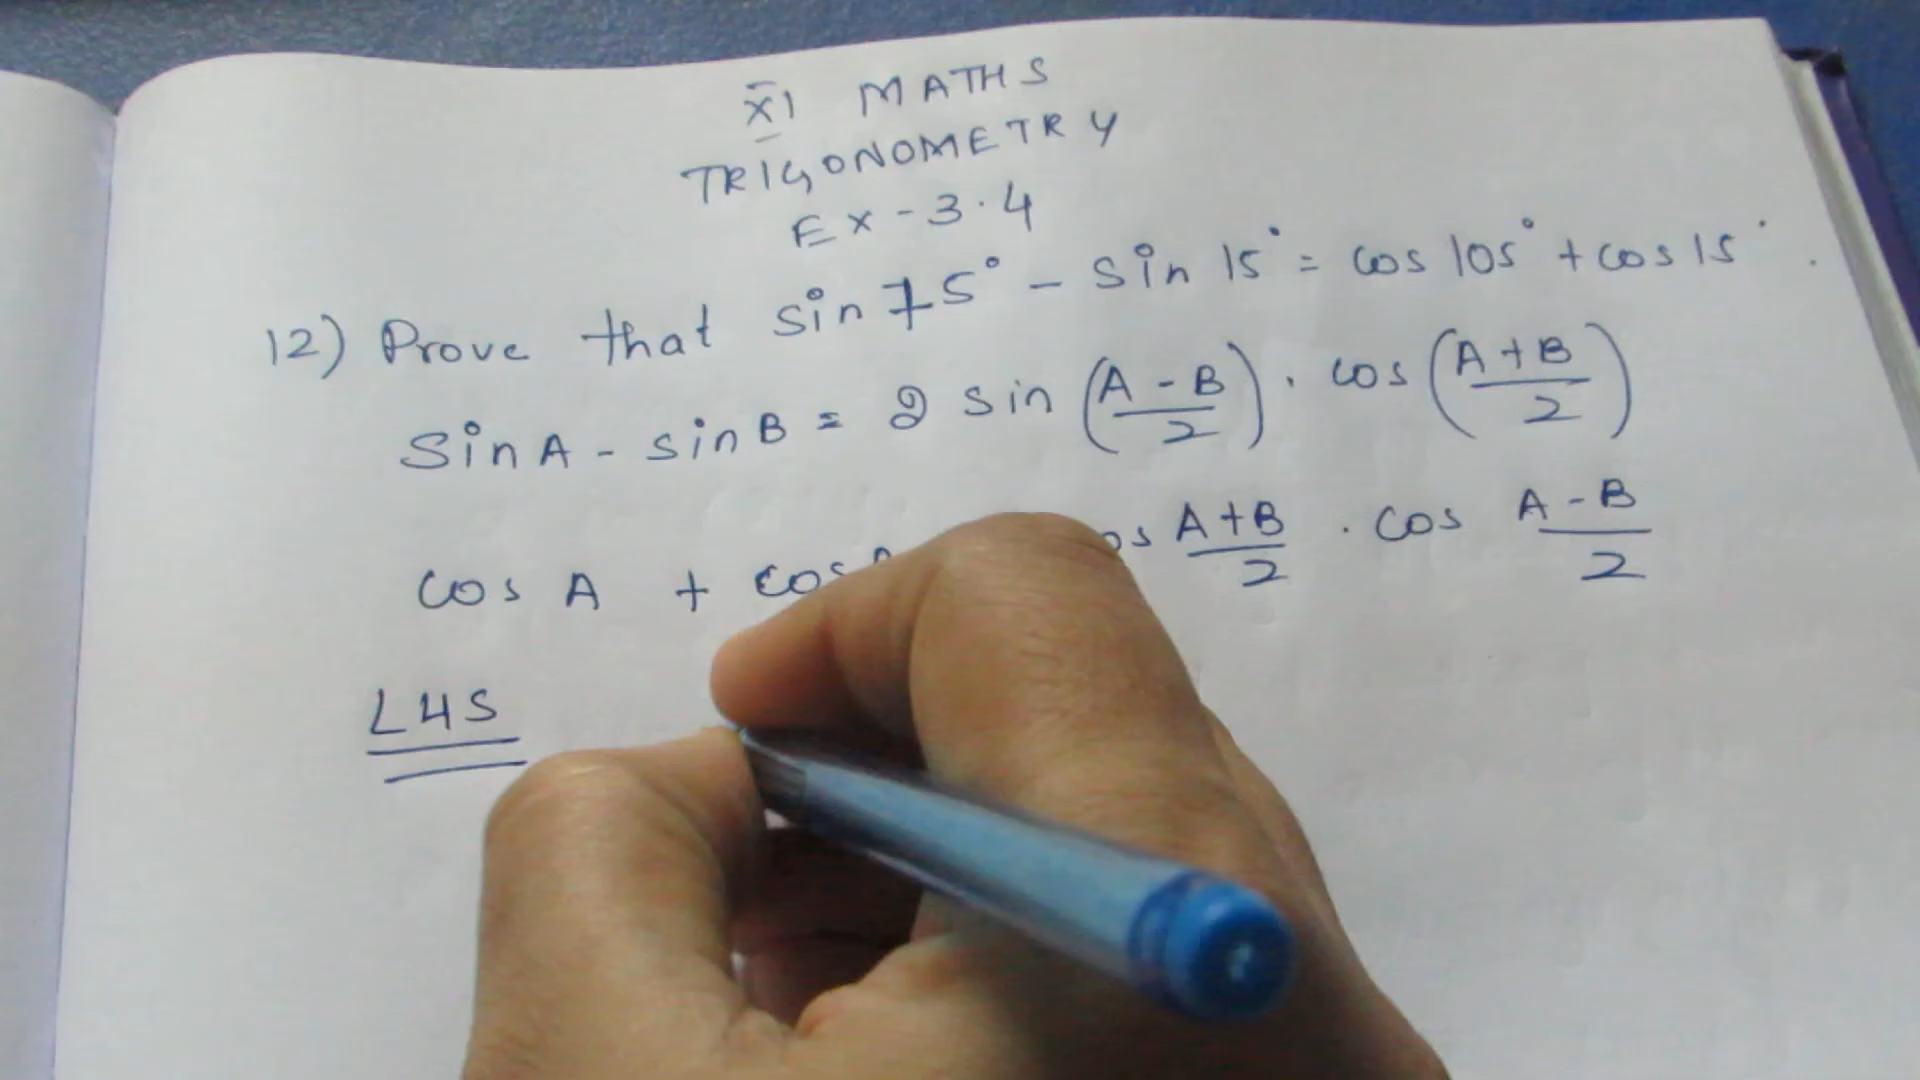 XI MATHS
TRIGONOMETRY
Ex - 3.4
12) Prove that sin 75° - sin 15° = cos 105° + cos 15°.
sin A - sin B = 2 sin (A - B / 2) . cos (A + B / 2)
cos A + cos A + B / 2 . cos A - B / 2
LHS